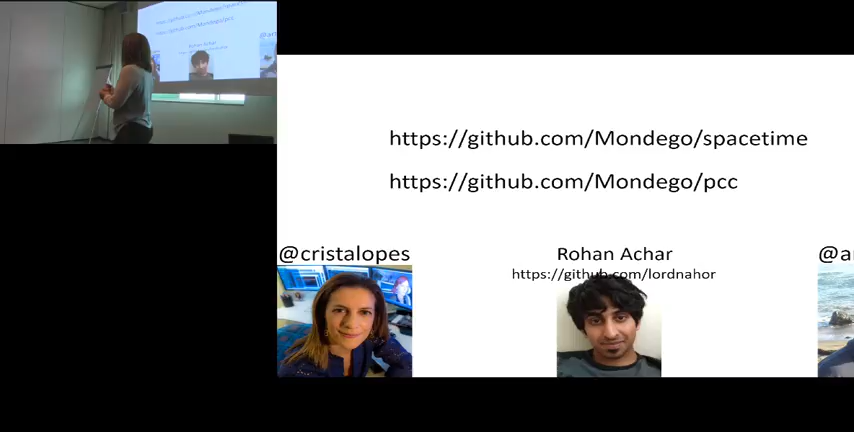 https://github.com/Mondego/spacetime
https://github.com/Mondego/pcc
@cristalopes
Rohan Achar
https://github.com/lordnahor